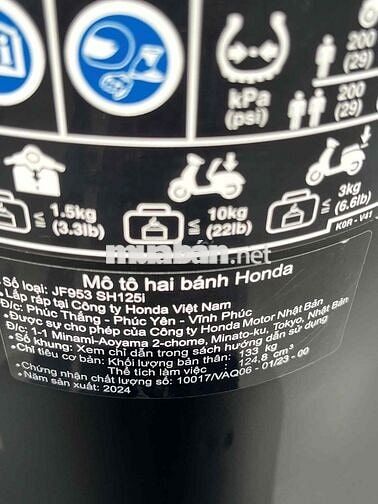 200
(29)
kPa
(psi)
200
(29)
1.5kg
(3.3lb)
10kg
(22lb)
3kg
(6.6lb)
K0R - V41
muaban.net
Mô tô hai bánh Honda
• Số loại: JF953 SH125i
• Lắp ráp tại Công ty Honda Việt Nam
Đ/c: Phúc Thắng - Phúc Yên - Vĩnh Phúc
• Được sự cho phép của Công ty Honda Motor Nhật Bản
Đ/c: 1-1 Minami-Aoyama 2-chome, Minato-ku, Tokyo, Nhật Bản
• Số khung: Xem chỉ dẫn trong sách hướng dẫn sử dụng
• Chỉ tiêu cơ bản: Khối lượng bản thân: 133 kg
Thể tích làm việc 124.8 cm³
• Chứng nhận chất lượng số: 10017/VAQ06 - 01/23 - 00
• Năm sản xuất: 2024